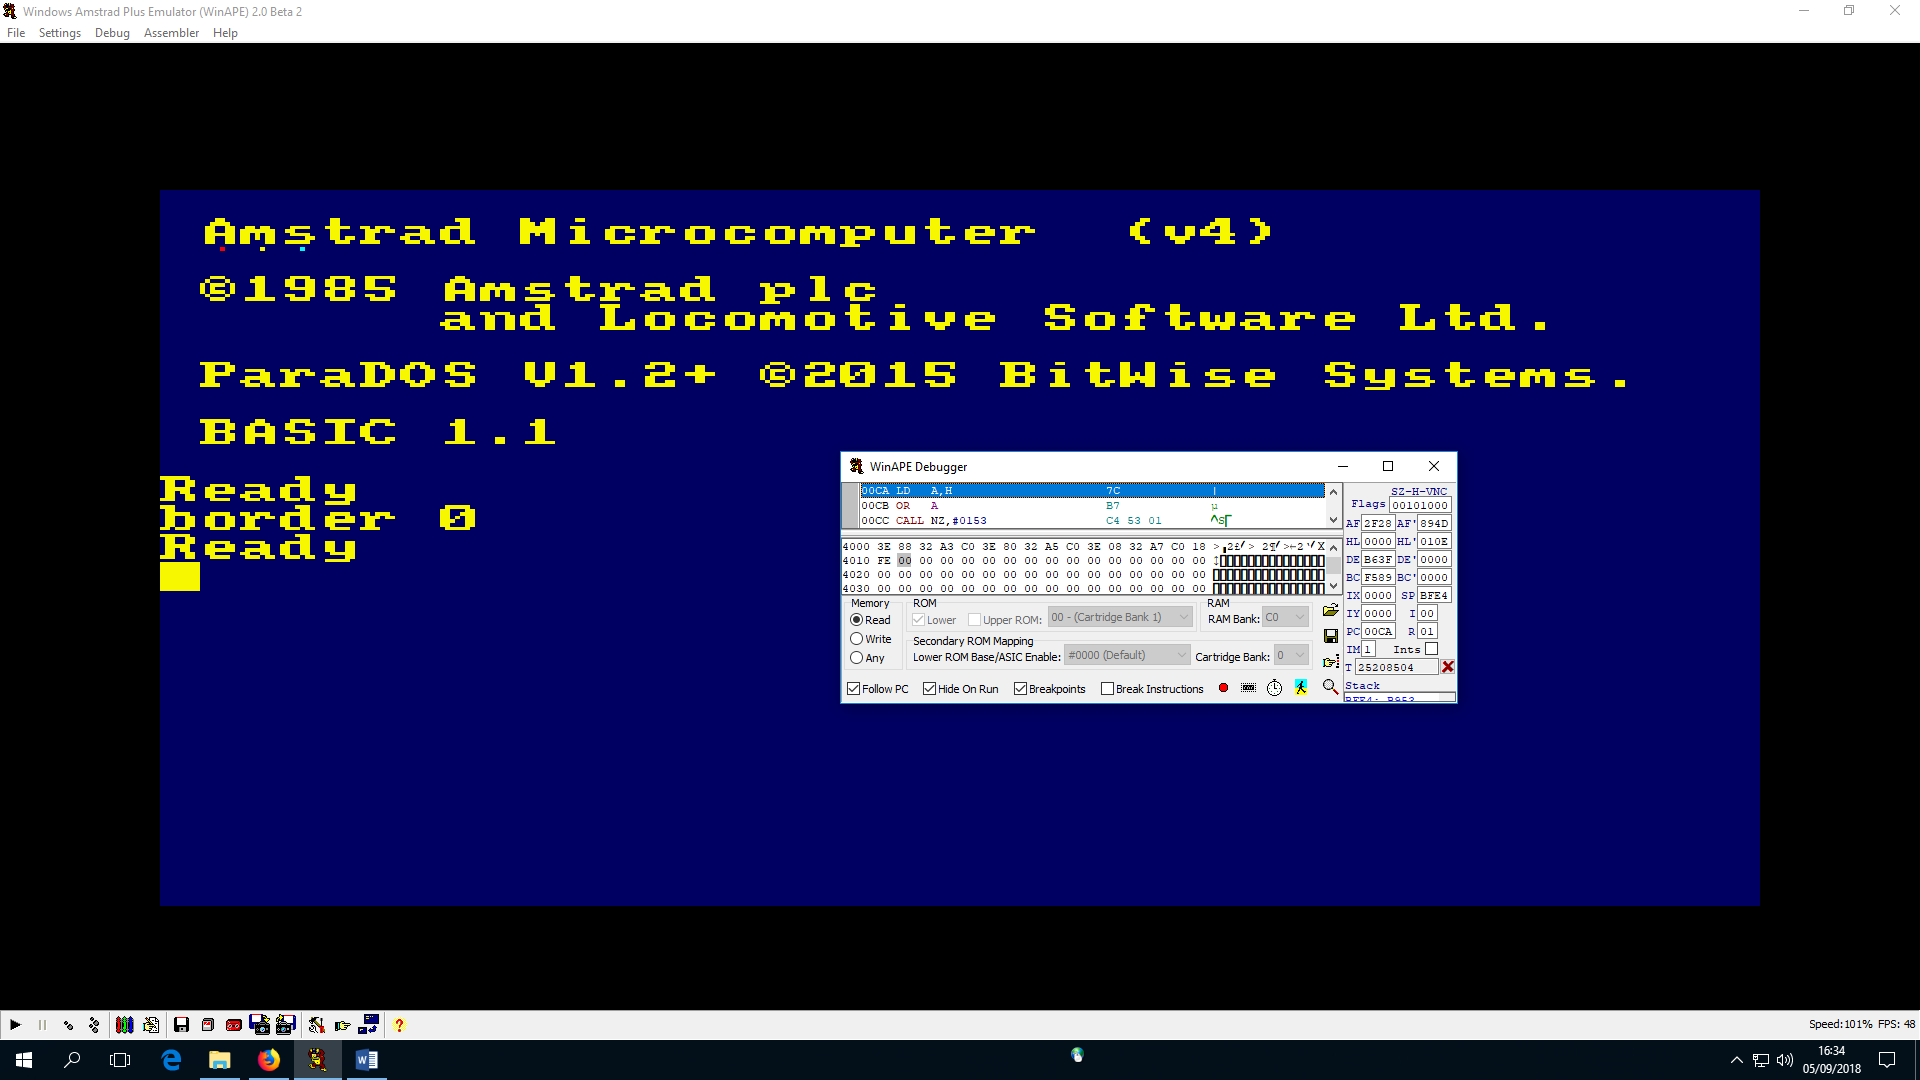 Windows Amstrad Plus Emulator (WinAPE) 2.0 Beta 2
File Settings Debug Assembler Help
Amstrad Microcomputer (v4)
©1985 Amstrad plc
and Locomotive Software Ltd.
ParaDOS V1.2+ ©2015 BitWise Systems.
BASIC 1.1
Ready
border 0
Ready
WinAPE Debugger
00CA LD A,H 7C |
00CB OR A B7 µ
00CC CALL NZ,#0153 C4 53 01
4000 3E 88 32 A3 C0 3E 80 32 A5 C0 3E 08 32 A7 C0 18
4010 FE 00 00 00 00 00 00 00 00 00 00 00 00 00 00 00
4020 00 00 00 00 00 00 00 00 00 00 00 00 00 00 00 00
4030 00 00 00 00 00 00 00 00 00 00 00 00 00 00 00 00
SZ-H-VNC
Flags 00101000
AF 2F28 AF' 894D
HL 0000 HL' 010E
DE B63F DE' 0000
BC F589 BC' 0000
IX 0000 SP BFE4
IY 0000 I 00
PC 00CA R 01
IM 1 Ints
T 25208504
Stack
BFE4: B953
Memory
Read
Write
Any
ROM
Lower Upper ROM: 00 - (Cartridge Bank 1)
RAM
RAM Bank: C0
Secondary ROM Mapping
Lower ROM Base/ASIC Enable: #0000 (Default) Cartridge Bank: 0
Follow PC Hide On Run Breakpoints Break Instructions
Speed:101% FPS: 48
16:34
05/09/2018